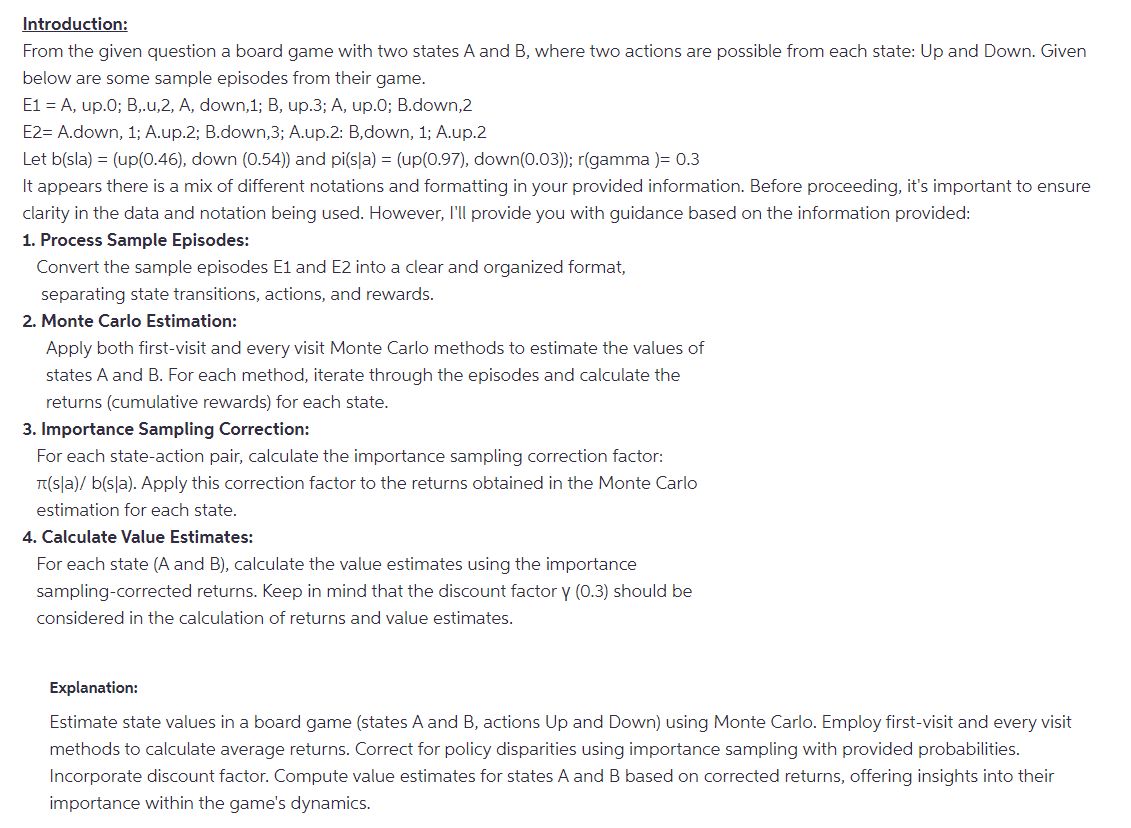 Introduction:
From the given question a board game with two states A and B, where two actions are possible from each state: Up and Down. Given
below are some sample episodes from their game.
E1 = A, up.0; B,.u,2, A, down,1; B, up.3; A, up.0; B.down,2
E2= A.down, 1; A.up.2; B.down,3; A.up.2: B,down, 1; A.up.2
Let b(sla) = (up(0.46), down (0.54)) and pi(s|a) = (up(0.97), down(0.03)); r(gamma )= 0.3
It appears there is a mix of different notations and formatting in your provided information. Before proceeding, it's important to ensure
clarity in the data and notation being used. However, I'll provide you with guidance based on the information provided:
1. Process Sample Episodes:
Convert the sample episodes E1 and E2 into a clear and organized format,
separating state transitions, actions, and rewards.
2. Monte Carlo Estimation:
Apply both first-visit and every visit Monte Carlo methods to estimate the values of
states A and B. For each method, iterate through the episodes and calculate the
returns (cumulative rewards) for each state.
3. Importance Sampling Correction:
For each state-action pair, calculate the importance sampling correction factor:
π(s|a)/ b(s|a). Apply this correction factor to the returns obtained in the Monte Carlo
estimation for each state.
4. Calculate Value Estimates:
For each state (A and B), calculate the value estimates using the importance
sampling-corrected returns. Keep in mind that the discount factor γ (0.3) should be
considered in the calculation of returns and value estimates.
Explanation:
Estimate state values in a board game (states A and B, actions Up and Down) using Monte Carlo. Employ first-visit and every visit
methods to calculate average returns. Correct for policy disparities using importance sampling with provided probabilities.
Incorporate discount factor. Compute value estimates for states A and B based on corrected returns, offering insights into their
importance within the game's dynamics.